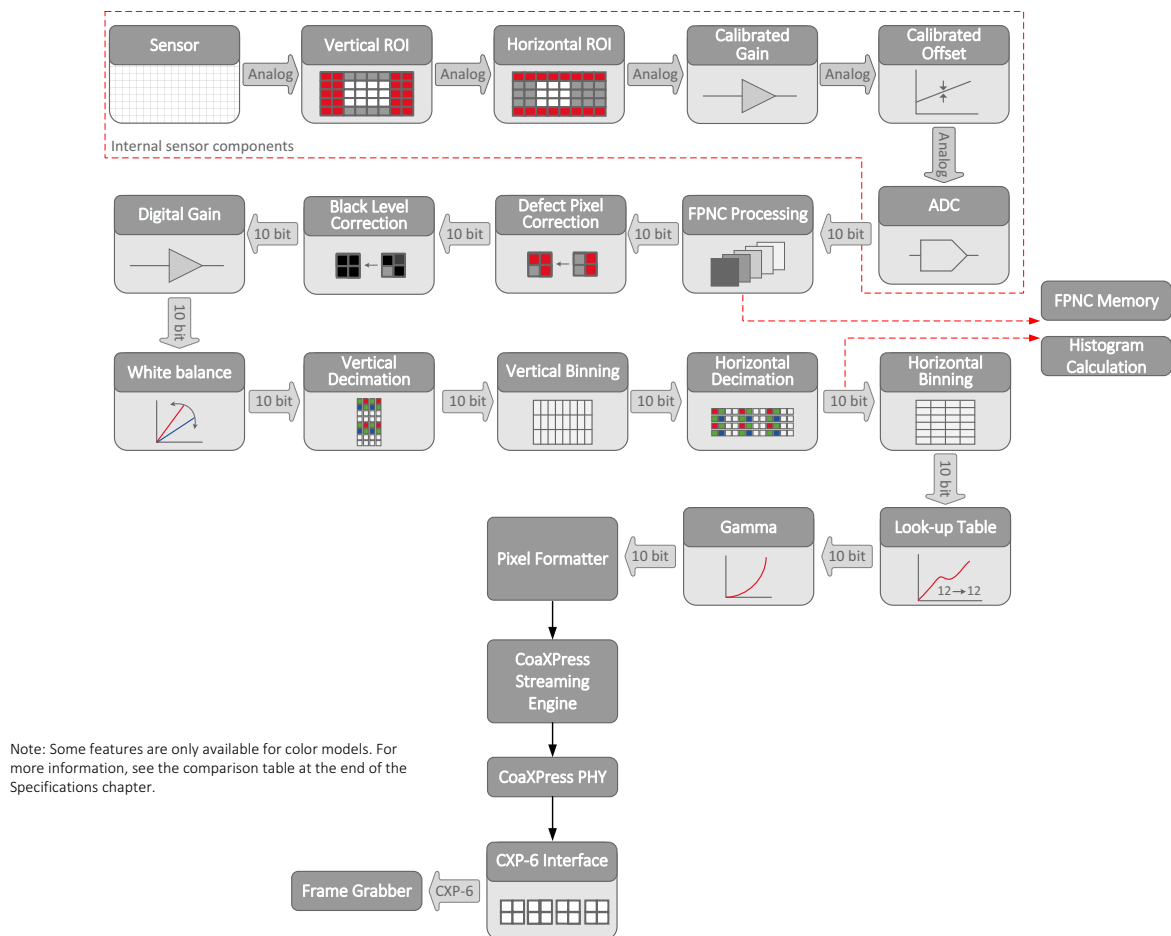 Sensor
Analog
Vertical ROI
Analog
Horizontal ROI
Analog
Calibrated
Gain
Analog
Calibrated
Offset
Internal sensor components
Analog
Digital Gain
10 bit
Black Level
Correction
10 bit
Defect Pixel
Correction
10 bit
FPNC Processing
10 bit
ADC
FPNC Memory
10 bit
Histogram
Calculation
White balance
10 bit
Vertical
Decimation
10 bit
Vertical Binning
10 bit
Horizontal
Decimation
10 bit
Horizontal
Binning
10 bit
Pixel Formatter
10 bit
Gamma
10 bit
Look-up Table
12→12
CoaXPress
Streaming
Engine
Note: Some features are only available for color models. For
more information, see the comparison table at the end of the
Specifications chapter.
CoaXPress PHY
CXP-6 Interface
Frame Grabber
CXP-6